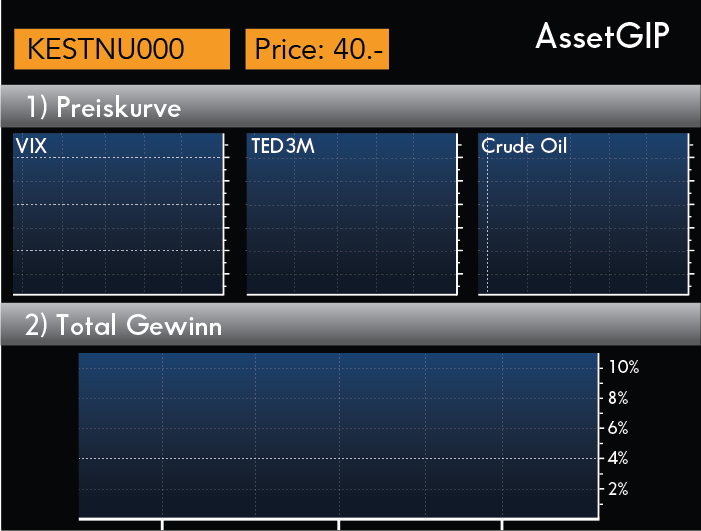 KESTNU000
Price: 40.-
AssetGIP
1) Preiskurve
VIX
TED3M
Crude Oil
2) Total Gewinn
10%
8%
6%
4%
2%